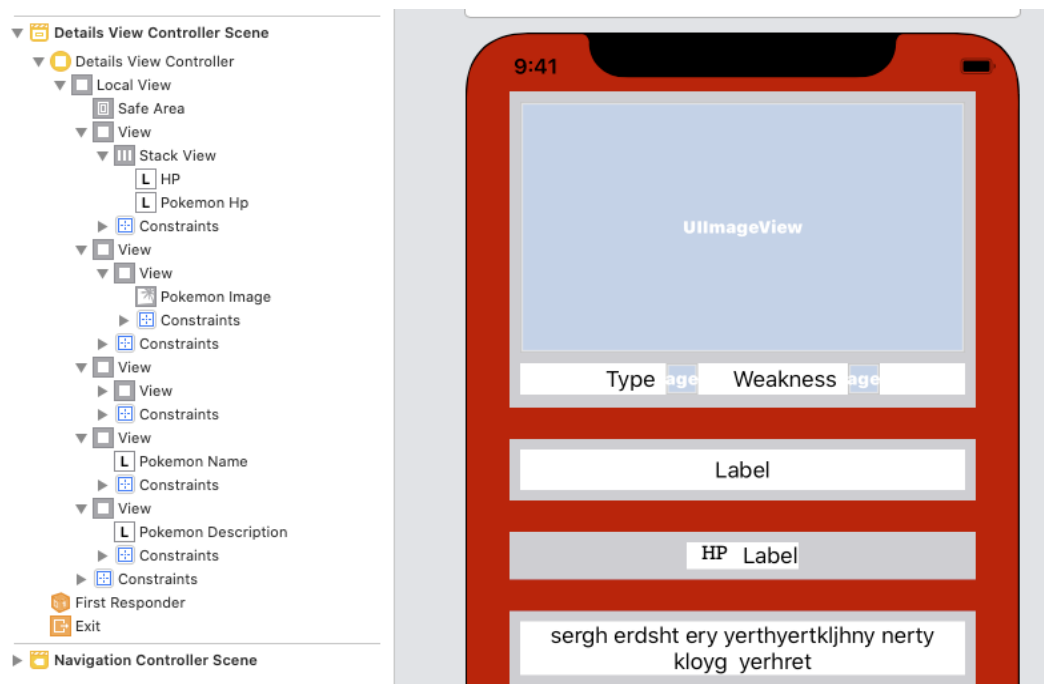 Details View Controller Scene
Details View Controller
Local View
Safe Area
View
Stack View
L HP
L Pokemon Hp
Constraints
View
View
Pokemon Image
Constraints
Constraints
View
View
Constraints
View
L Pokemon Name
Constraints
View
L Pokemon Description
Constraints
Constraints
First Responder
Exit
Navigation Controller Scene
9:41
UIImageView
Type age Weakness age
Label
HP Label
sergh erdsht ery yerthyertkljhny nerty
kloyg yerhret